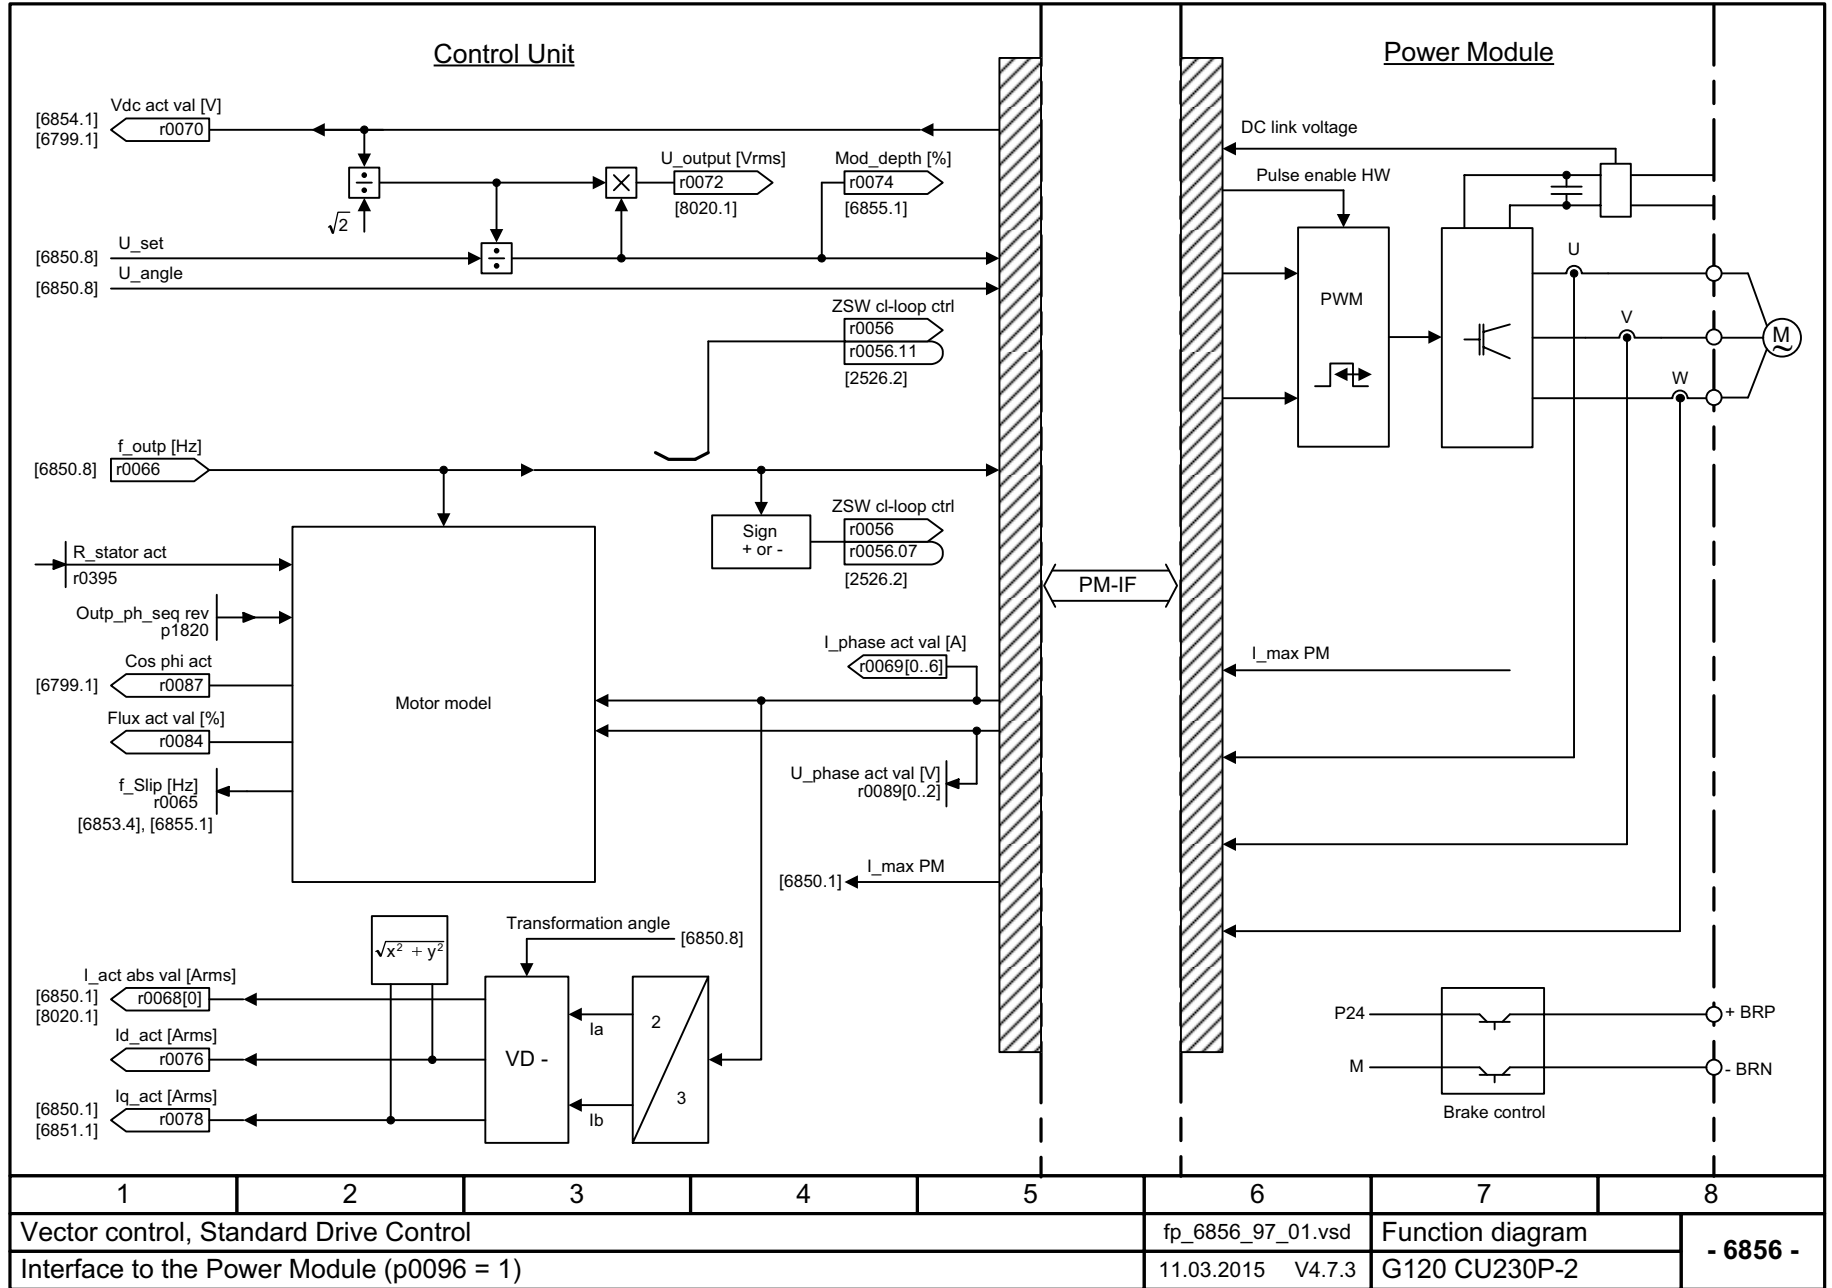 Control Unit
Power Module
Vdc act val [V]
[6854.1]
[6799.1]
r0070
÷
√2
×
U_output [Vrms]
r0072
[8020.1]
Mod_depth [%]
r0074
[6855.1]
U_set
[6850.8]
÷
U_angle
[6850.8]
ZSW cl-loop ctrl
r0056
r0056.11
[2526.2]
f_outp [Hz]
[6850.8]
r0066
Sign
+ or -
ZSW cl-loop ctrl
r0056
r0056.07
[2526.2]
R_stator act
r0395
Outp_ph_seq rev
p1820
Cos phi act
[6799.1]
r0087
Flux act val [%]
r0084
f_Slip [Hz]
r0065
[6853.4], [6855.1]
Motor model
I_phase act val [A]
r0069[0..6]
U_phase act val [V]
r0089[0..2]
I_max PM
[6850.1]
Transformation angle
[6850.8]
√x² + y²
I_act abs val [Arms]
[6850.1]
[8020.1]
r0068[0]
Id_act [Arms]
r0076
Iq_act [Arms]
[6850.1]
[6851.1]
r0078
VD -
Ia
Ib
2
3
PM-IF
DC link voltage
Pulse enable HW
PWM
U
V
W
M
~
I_max PM
P24
M
+ BRP
- BRN
Brake control
1 2 3 4 5 6 7 8
Vector control, Standard Drive Control
fp_6856_97_01.vsd
Function diagram
- 6856 -
Interface to the Power Module (p0096 = 1)
11.03.2015 V4.7.3
G120 CU230P-2